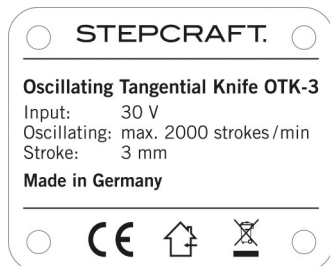 STEPCRAFT.
Oscillating Tangential Knife OTK-3
Input: 30 V
Oscillating: max. 2000 strokes/min
Stroke: 3 mm
Made in Germany
CE